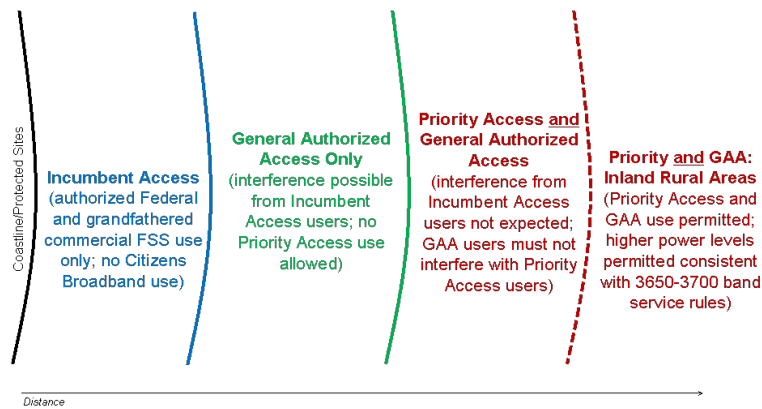 Coastline/Protected Sites
Incumbent Access
(authorized Federal
and grandfathered
commercial FSS use
only; no Citizens
Broadband use)
General Authorized
Access Only
(interference possible
from Incumbent
Access users; no
Priority Access use
allowed)
Priority Access and
General Authorized
Access
(interference from
Incumbent Access
users not expected;
GAA users must not
interfere with Priority
Access users)
Priority and GAA:
Inland Rural Areas
(Priority Access and
GAA use permitted;
higher power levels
permitted consistent
with 3650-3700 band
service rules)
Distance